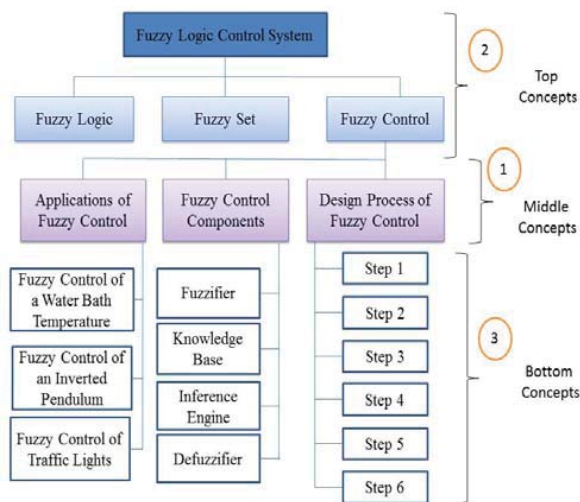 Fuzzy Logic Control System
2
Top
Concepts
Fuzzy Logic
Fuzzy Set
Fuzzy Control
1
Middle
Concepts
Applications of
Fuzzy Control
Fuzzy Control
Components
Design Process of
Fuzzy Control
Fuzzy Control of
a Water Bath
Temperature
Fuzzy Control of
an Inverted
Pendulum
Fuzzy Control of
Traffic Lights
Fuzzifier
Knowledge
Base
Inference
Engine
Defuzzifier
Step 1
Step 2
Step 3
Step 4
Step 5
Step 6
3
Bottom
Concepts